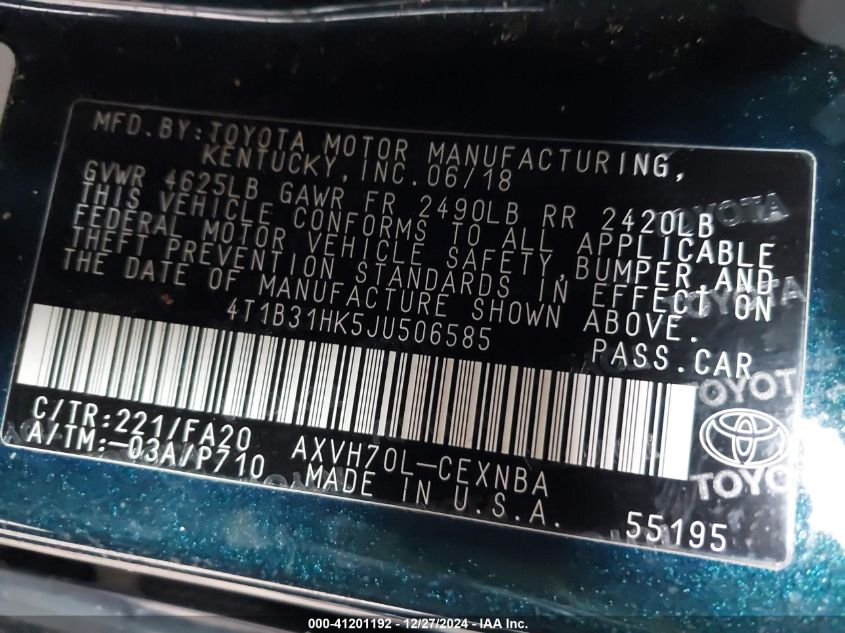 MFD.BY:TOYOTA MOTOR MANUFACTURING,
KENTUCKY, INC.06/18
GVWR 4625LB GAWR FR 2490LB RR 2420LB
THIS VEHICLE CONFORMS TO ALL APPLICABLE
FEDERAL MOTOR VEHICLE SAFETY,BUMPER,AND
THEFT PREVENTION STANDARDS IN EFFECT ON
THE DATE OF MANUFACTURE SHOWN ABOVE.
4T1B31HK5JU506585
PASS.CAR
C/TR:221/FA20
A/TM:-03A/P710
AXVH70L-CEXNBA
MADE IN U.S.A.
55195
TOYOTA
TOYOTA
TOYOT
TOYO
000-41201192 - 12/27/2024 - IAA Inc.